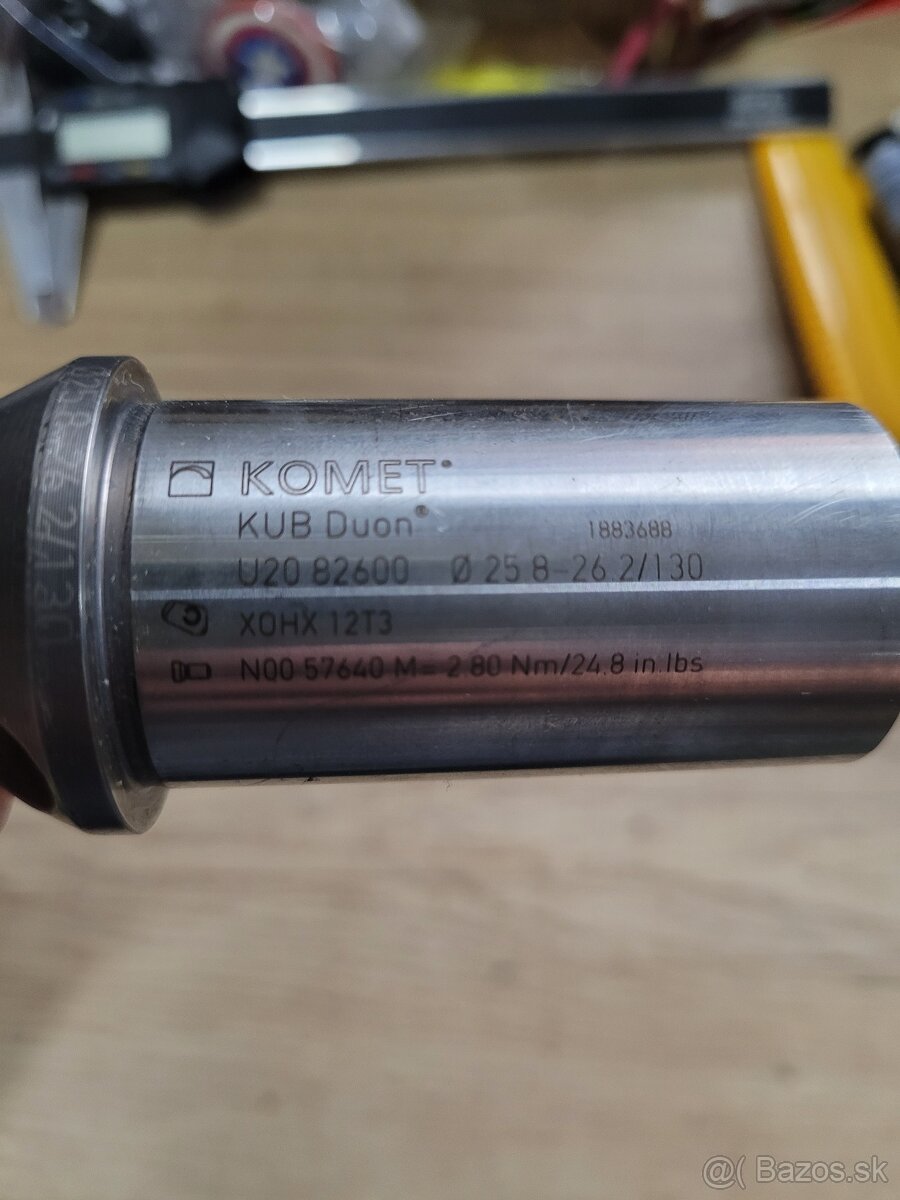 KOMET®
KUB Duon® 1883688
U20 82600 Ø 25 8-26 2/130
XOHX 12T3
N00 57640 M= 2 80 Nm/24.8 in.lbs
@( Bazos.sk